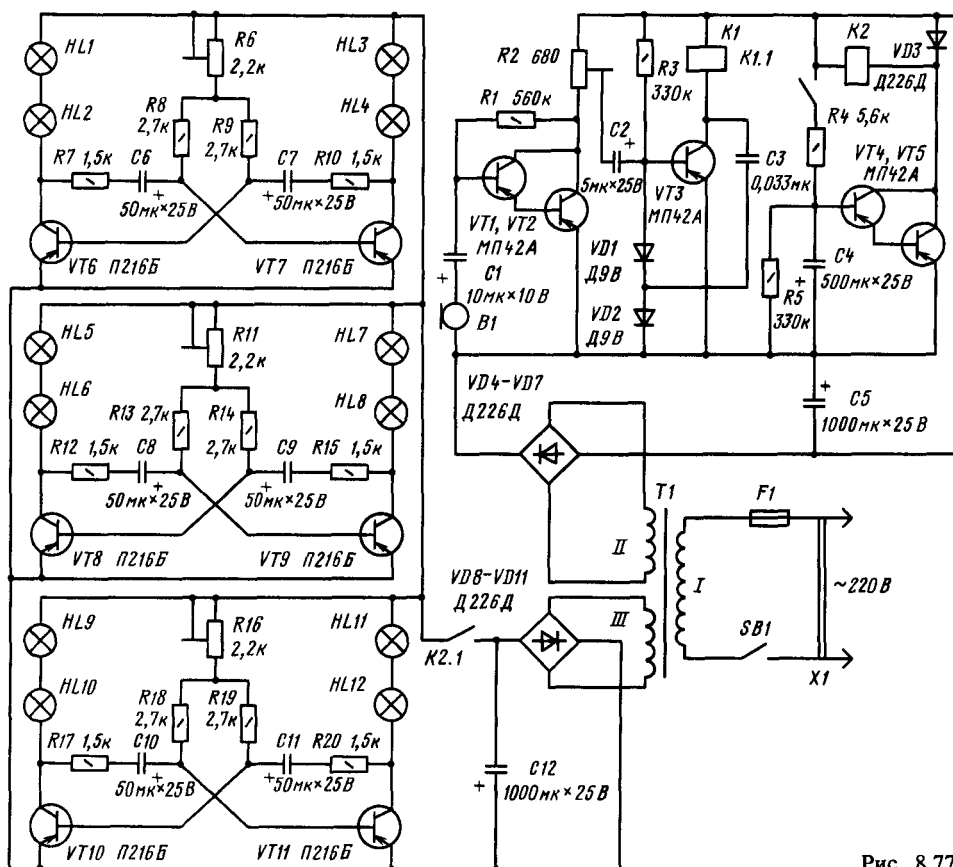 HL1
R6
2,2к
HL3
HL2
R8
2,7к
R9
2,7к
HL4
R7 1,5к
C6
C7
R10 1,5к
+
50мк×25В
+
50мк×25В
VT6 П216Б
VT7 П216Б
HL5
R11
2,2к
HL7
HL6
R13 2,7к
R14
2,7к
HL8
R12 1,5к
C8
C9
R15 1,5к
+
50мк×25В
+
50мк×25В
VT8 П216Б
VT9 П216Б
HL9
R16
2,2к
HL11
HL10
R18
2,7к
R19
2,7к
HL12
R17 1,5к
C10
C11
R20 1,5к
+
50мк×25В
+
50мк×25В
VT10 П216Б
VT11 П216Б
R2 680
R3
330к
K1
K1.1
K2
VD3
Д226Д
R1 560к
C2
+
5мк×25В
R4 5,6к
VT1, VT2
МП42А
VT3
МП42А
C3
0,033мк
VT4, VT5
МП42А
+
C1
10мк×10В
B1
VD1
Д9В
VD2
Д9В
R5
330к
+
C4
500мк×25В
VD4-VD7
Д226Д
+
C5
1000мк×25В
T1
F1
II
I
III
~220В
VD8-VD11
Д226Д
K2.1
SB1
X1
C12
+
1000мк×25В
Рис. 8.77